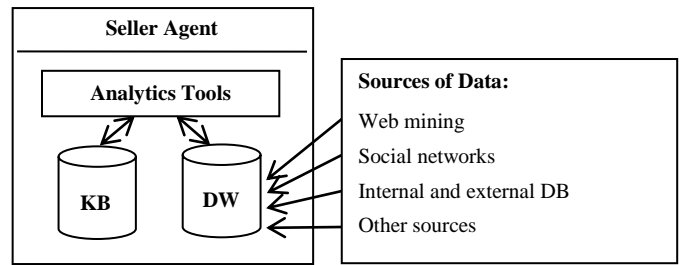 Seller Agent
Analytics Tools
KB
DW
Sources of Data:
Web mining
Social networks
Internal and external DB
Other sources